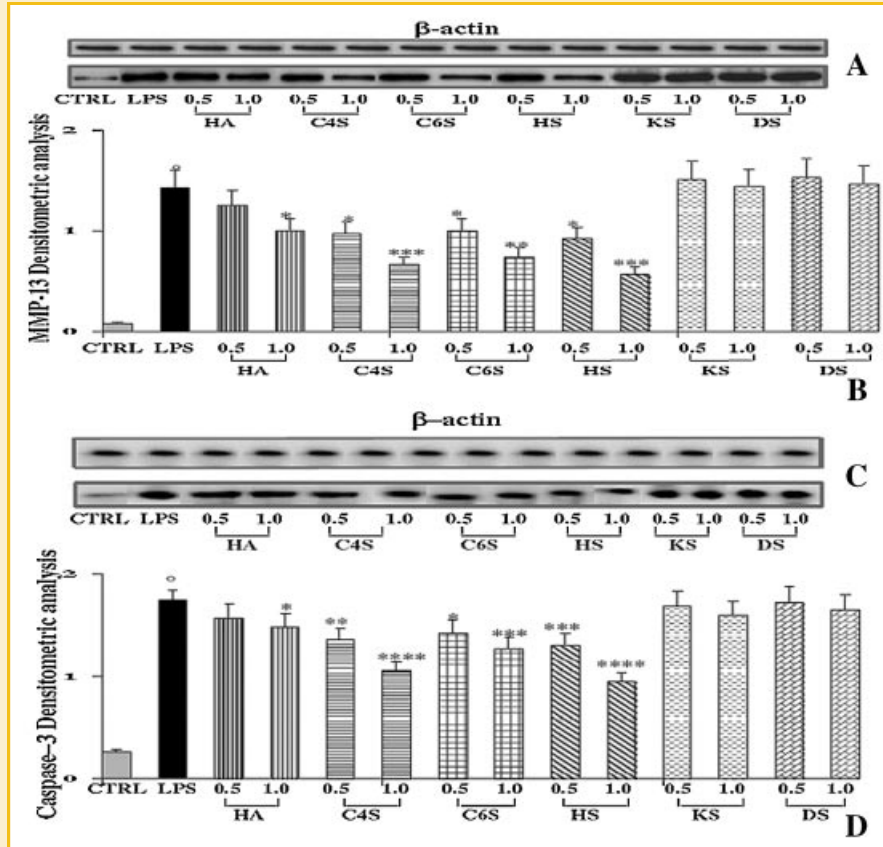 β-actin
A
CTRL LPS 0.5 1.0 0.5 1.0 0.5 1.0 0.5 1.0 0.5 1.0 0.5 1.0
HA C4S C6S HS KS DS
MMP-13 Densitometric analysis
2
1
0
° * * *** * ** * ***
CTRL LPS 0.5 1.0 0.5 1.0 0.5 1.0 0.5 1.0 0.5 1.0 0.5 1.0
HA C4S C6S HS KS DS
B
β–actin
C
CTRL LPS 0.5 1.0 0.5 1.0 0.5 1.0 0.5 1.0 0.5 1.0 0.5 1.0
HA C4S C6S HS KS DS
Caspase–3 Densitometric analysis
2
1
0
° * ** **** * *** *** ****
CTRL LPS 0.5 1.0 0.5 1.0 0.5 1.0 0.5 1.0 0.5 1.0 0.5 1.0
HA C4S C6S HS KS DS
D